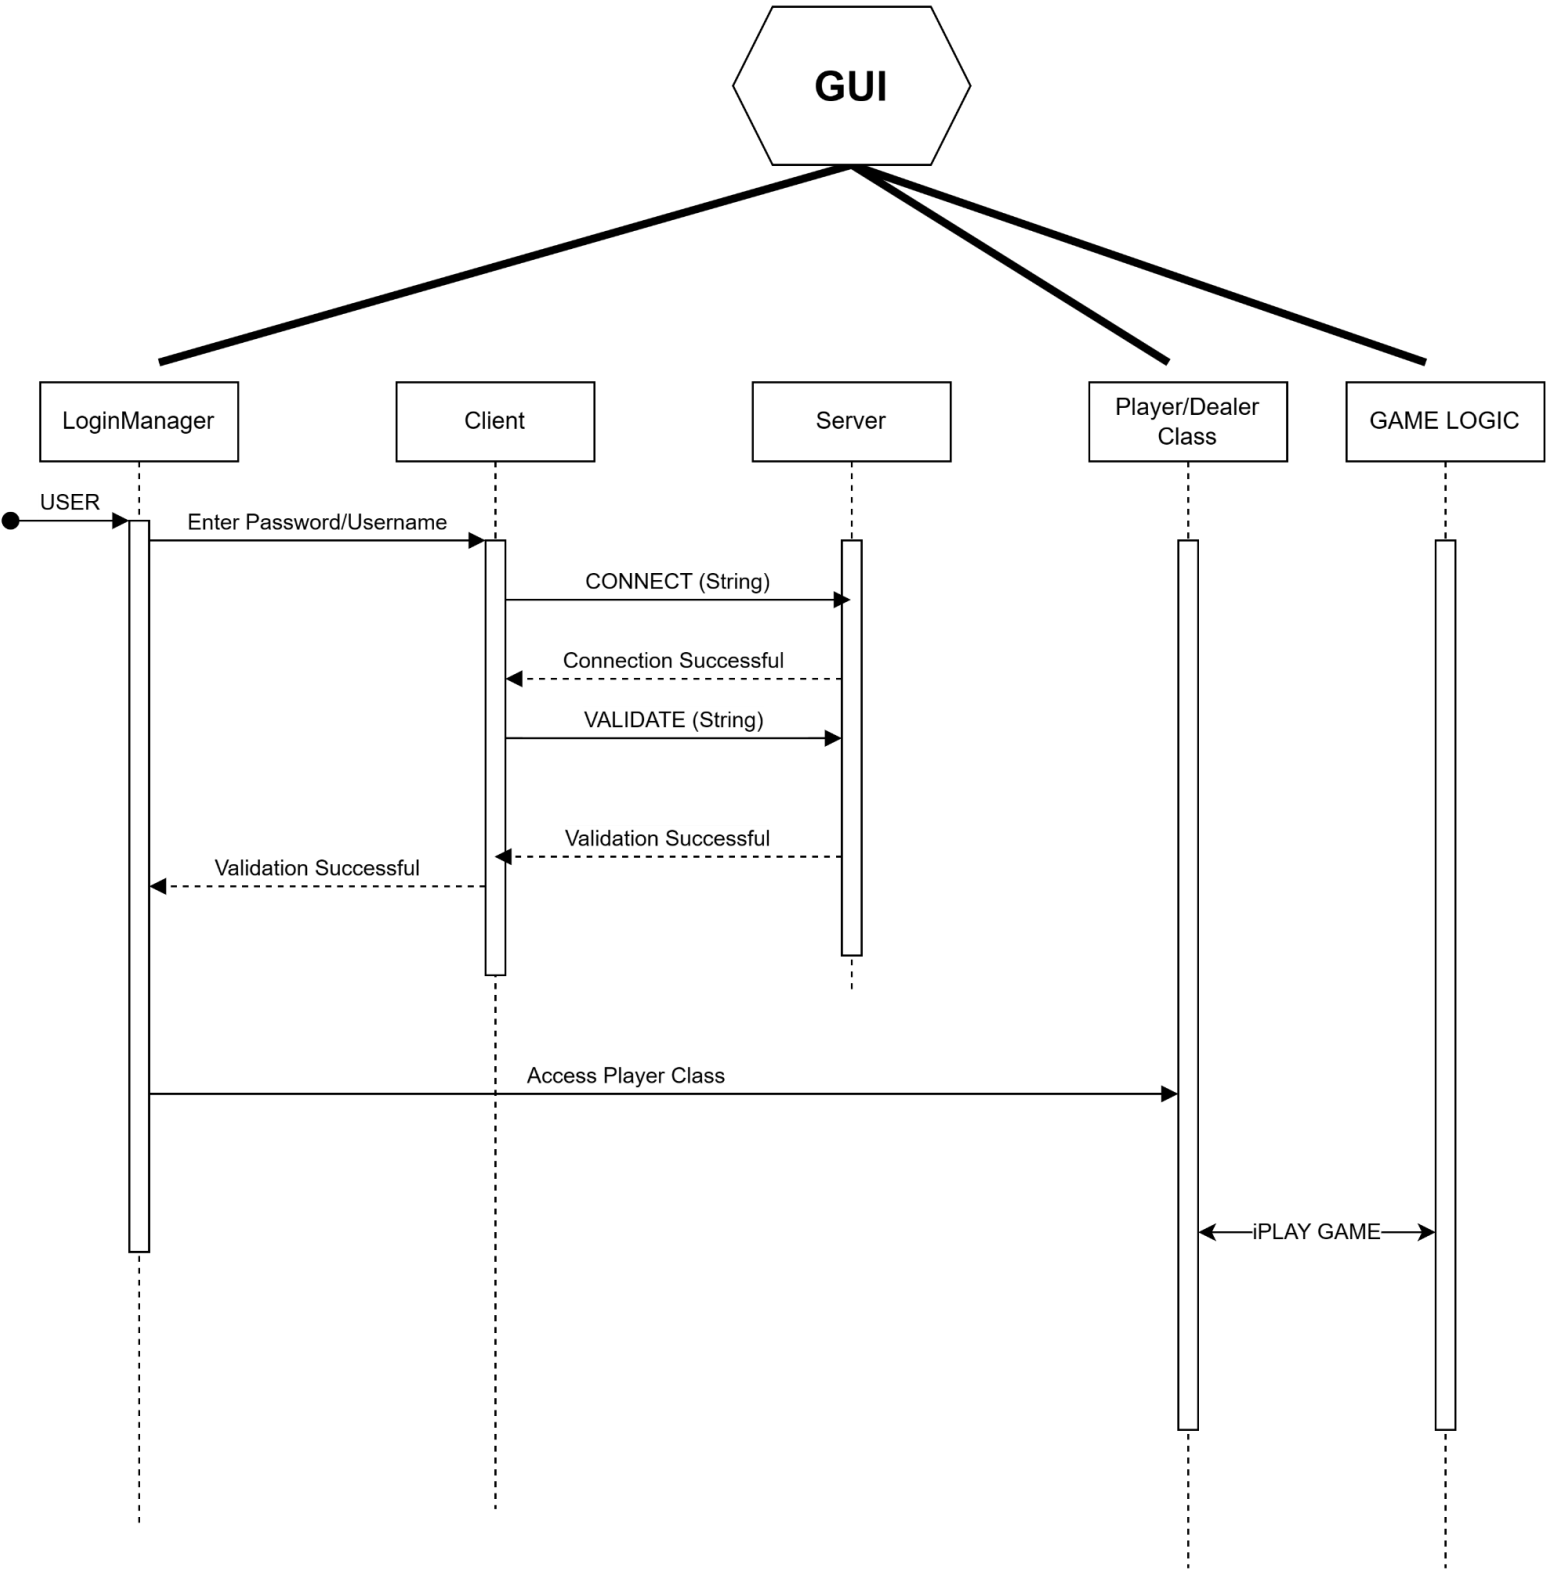 GUI
LoginManager
Client
Server
Player/Dealer
Class
GAME LOGIC
USER
Enter Password/Username
CONNECT (String)
Connection Successful
VALIDATE (String)
Validation Successful
Validation Successful
Access Player Class
iPLAY GAME